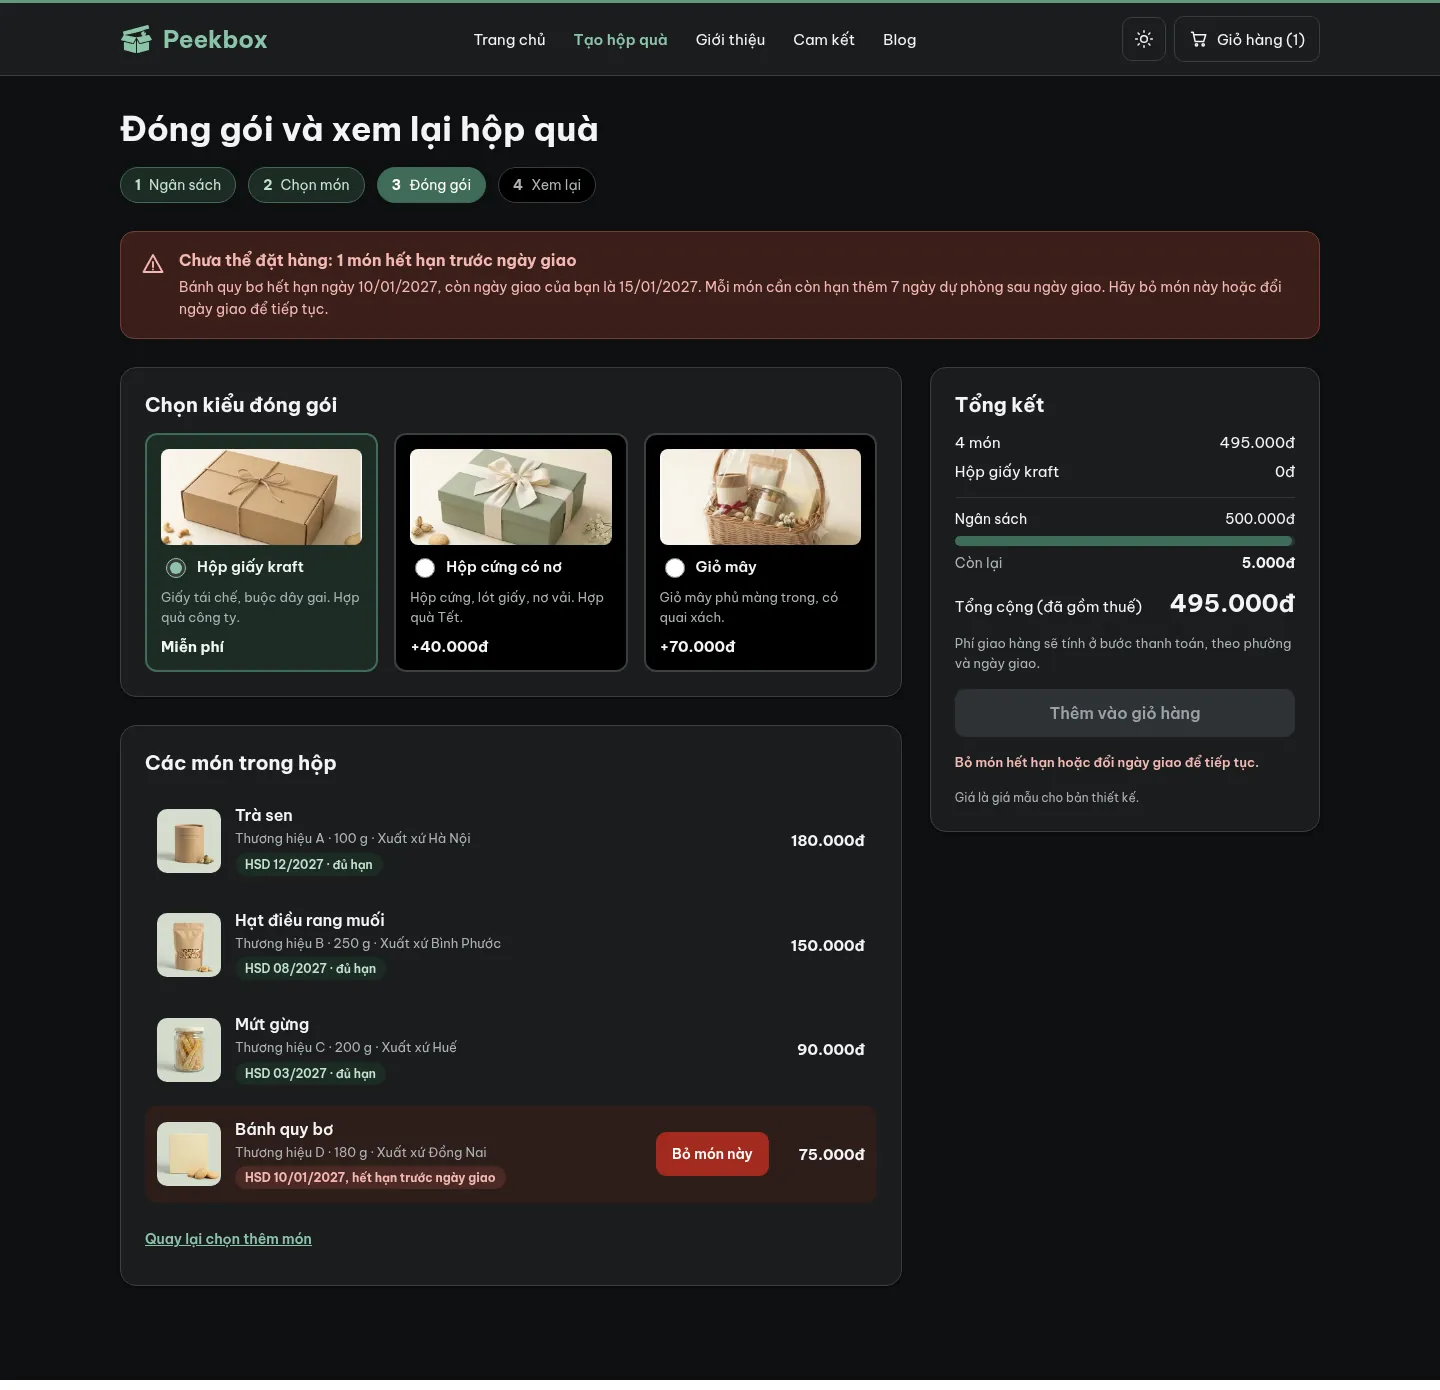 Peekbox
Trang chủ
Tạo hộp quà
Giới thiệu
Cam kết
Blog
Giỏ hàng (1)
Đóng gói và xem lại hộp quà
1 Ngân sách
2 Chọn món
3 Đóng gói
4 Xem lại
Chưa thể đặt hàng: 1 món hết hạn trước ngày giao
Bánh quy bơ hết hạn ngày 10/01/2027, còn ngày giao của bạn là 15/01/2027. Mỗi món cần còn hạn thêm 7 ngày dự phòng sau ngày giao. Hãy bỏ món này hoặc đổi
ngày giao để tiếp tục.
Chọn kiểu đóng gói
Hộp giấy kraft
Giấy tái chế, buộc dây gai. Hợp
quà công ty.
Miễn phí
Hộp cứng có nơ
Hộp cứng, lót giấy, nơ vải. Hợp
quà Tết.
+40.000đ
Giỏ mây
Giỏ mây phủ màng trong, có
quai xách.
+70.000đ
Các món trong hộp
Trà sen
Thương hiệu A · 100 g · Xuất xứ Hà Nội
HSD 12/2027 · đủ hạn
180.000đ
Hạt điều rang muối
Thương hiệu B · 250 g · Xuất xứ Bình Phước
HSD 08/2027 · đủ hạn
150.000đ
Mứt gừng
Thương hiệu C · 200 g · Xuất xứ Huế
HSD 03/2027 · đủ hạn
90.000đ
Bánh quy bơ
Thương hiệu D · 180 g · Xuất xứ Đồng Nai
HSD 10/01/2027, hết hạn trước ngày giao
Bỏ món này
75.000đ
Quay lại chọn thêm món
Tổng kết
4 món 495.000đ
Hộp giấy kraft 0đ
Ngân sách 500.000đ
Còn lại 5.000đ
Tổng cộng (đã gồm thuế) 495.000đ
Phí giao hàng sẽ tính ở bước thanh toán, theo phường
và ngày giao.
Thêm vào giỏ hàng
Bỏ món hết hạn hoặc đổi ngày giao để tiếp tục.
Giá là giá mẫu cho bản thiết kế.